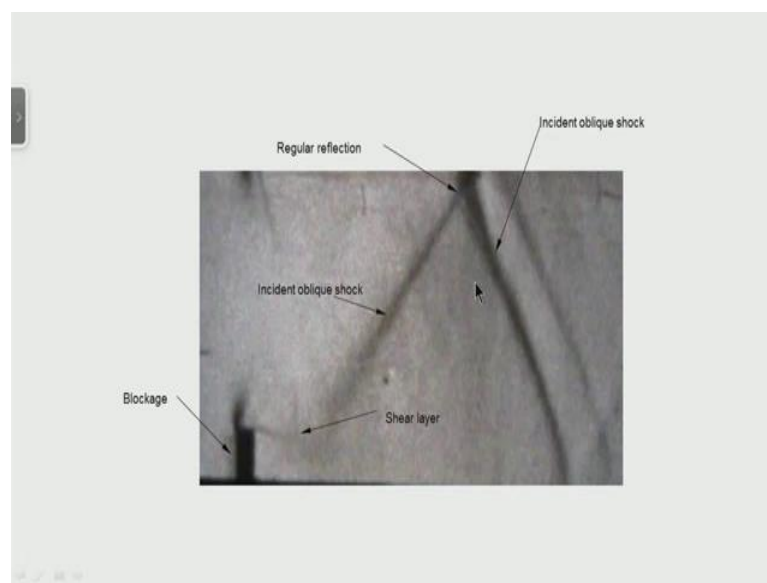 Incident oblique shock
Regular reflection
Incident oblique shock
Shear layer
Blockage